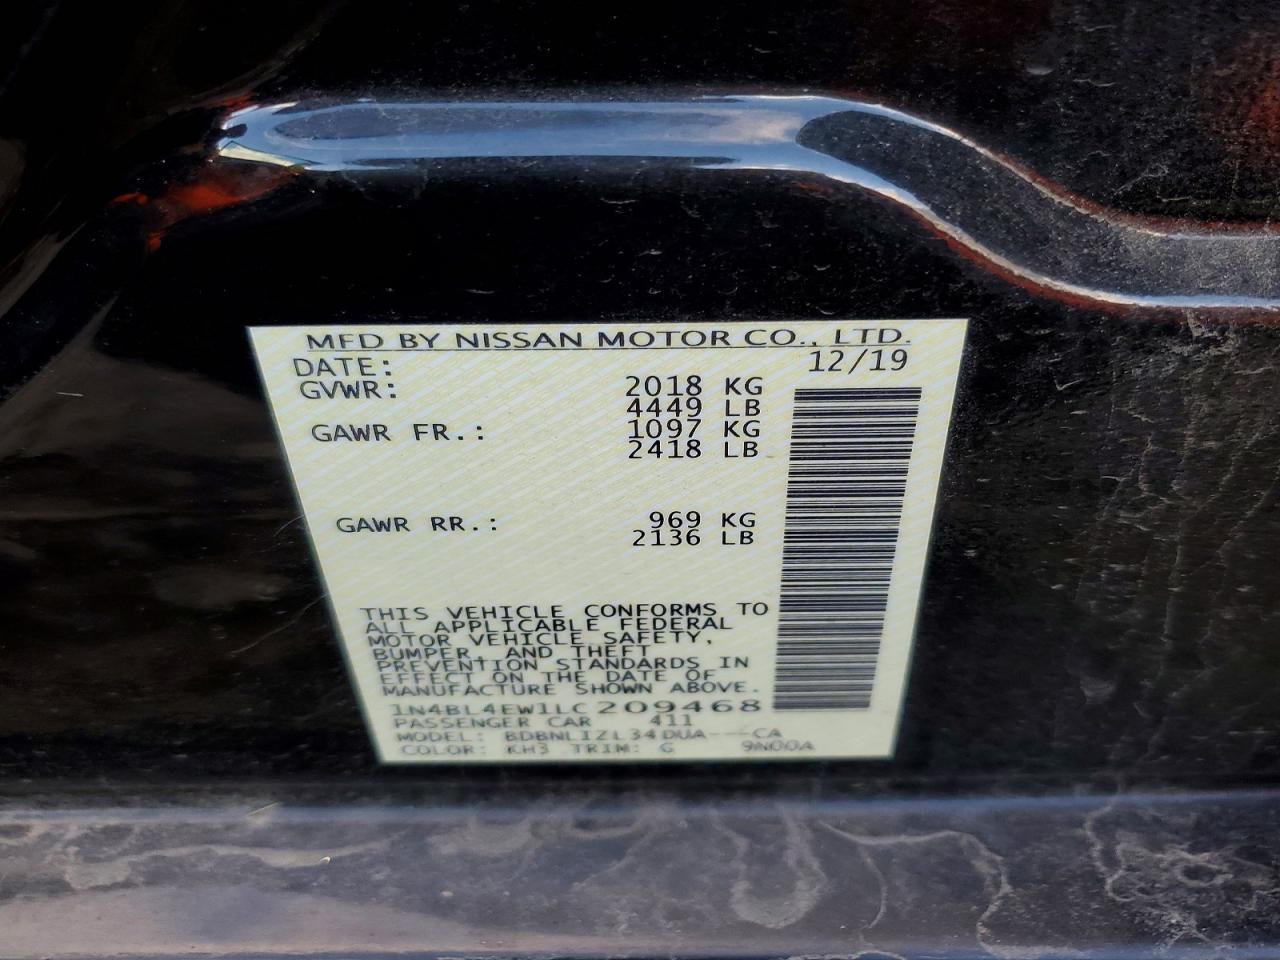 MFD BY NISSAN MOTOR CO., LTD.
DATE: 12/19
GVWR: 2018 KG
4449 LB
GAWR FR.: 1097 KG
2418 LB
GAWR RR.: 969 KG
2136 LB
THIS VEHICLE CONFORMS TO
ALL APPLICABLE FEDERAL
MOTOR VEHICLE SAFETY,
BUMPER, AND THEFT
PREVENTION STANDARDS IN
EFFECT ON THE DATE OF
MANUFACTURE SHOWN ABOVE.
1N4BL4EW1LC209468
PASSENGER CAR 411
MODEL: BDBNLIZL34DUA---CA
COLOR: KH3 TRIM: G 9N00A